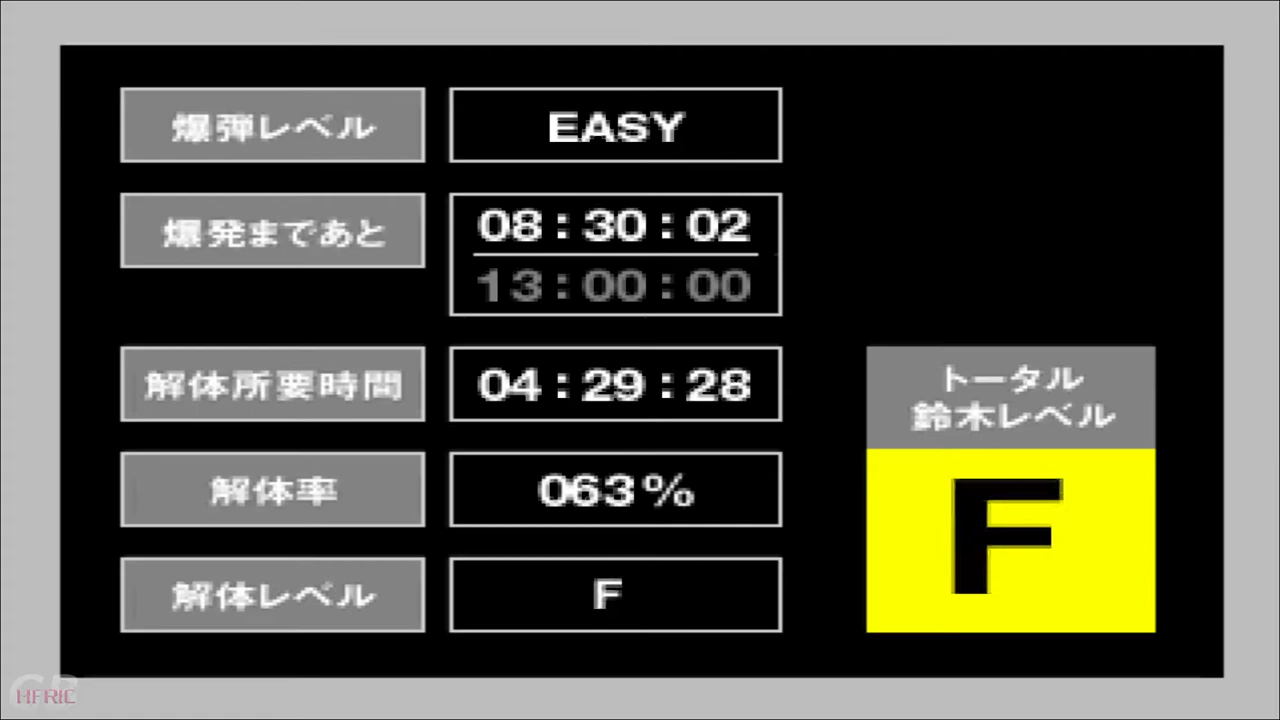 爆弾レベル
EASY
爆発まであと
08:30:02
13:00:00
解体所要時間
04:29:28
解体率
063%
解体レベル
F
トータル
鈴木レベル
F
HFRIC